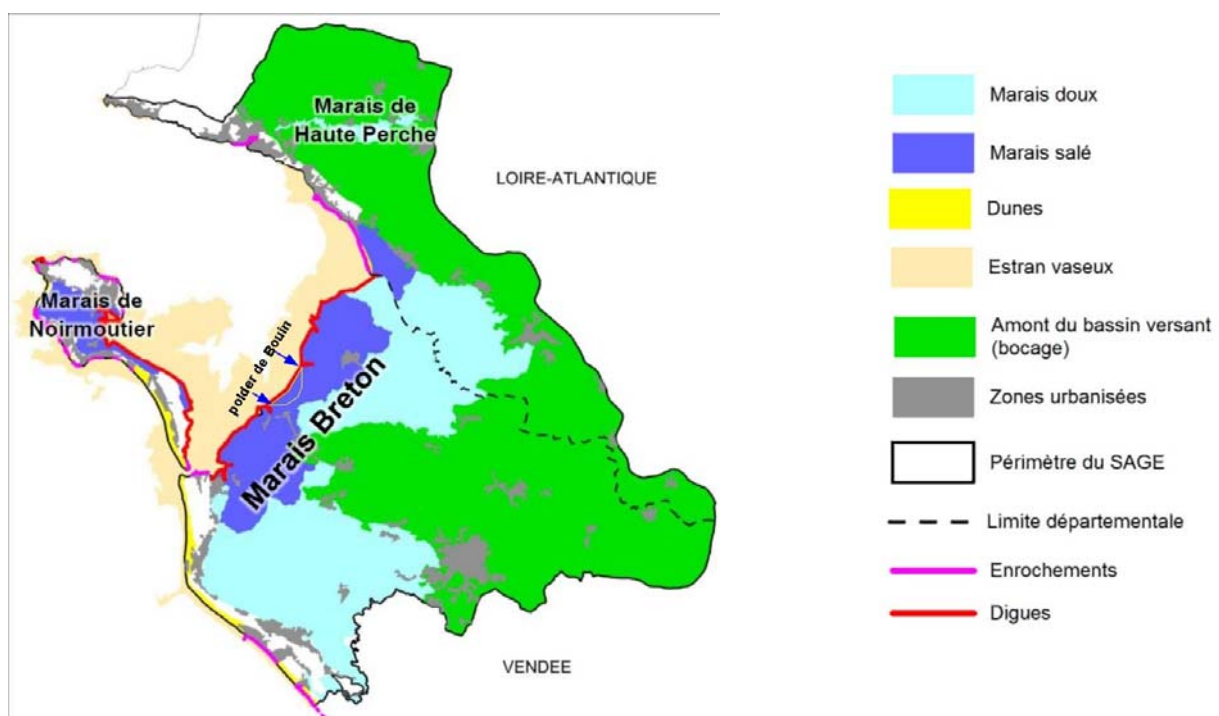 Marais de
Haute Perche
LOIRE-ATLANTIQUE
Marais de
Noirmoutier
polder de Bouin
Marais Breton
VENDEE
Marais doux
Marais salé
Dunes
Estran vaseux
Amont du bassin versant
(bocage)
Zones urbanisées
Périmètre du SAGE
Limite départementale
Enrochements
Digues